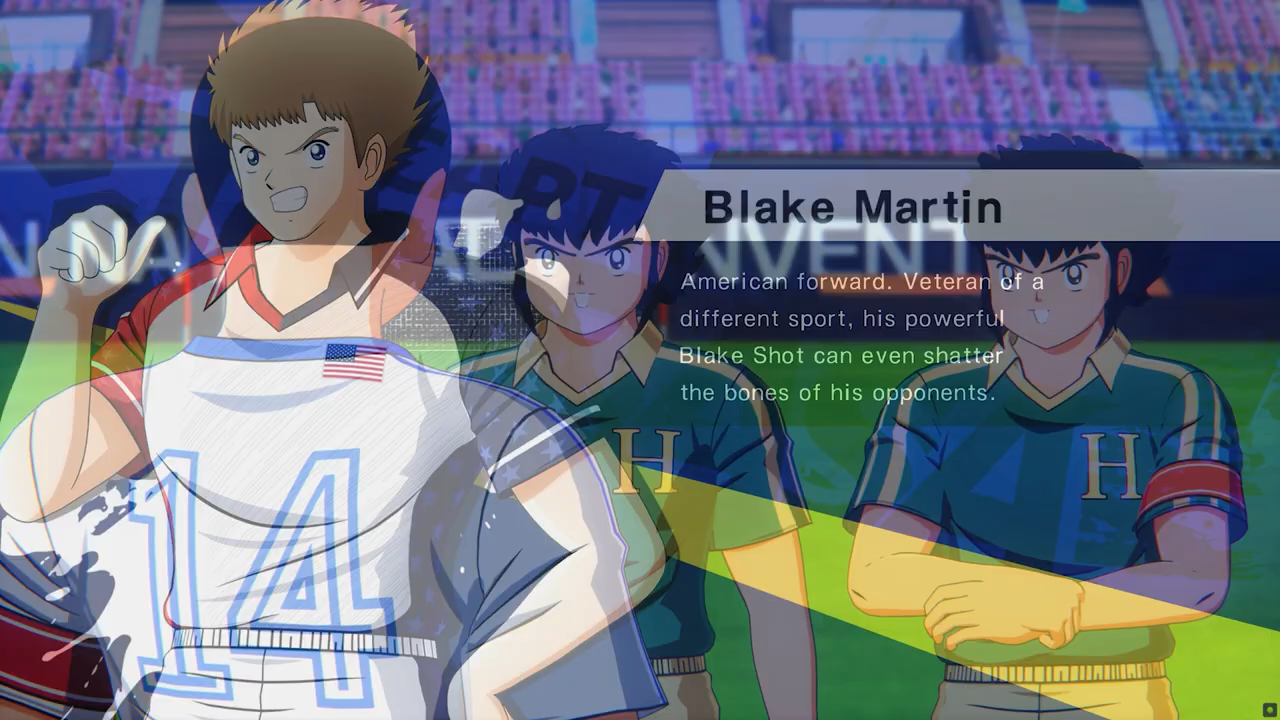 Blake Martin
American forward. Veteran of a
different sport, his powerful
Blake Shot can even shatter
the bones of his opponents.
H
H
14